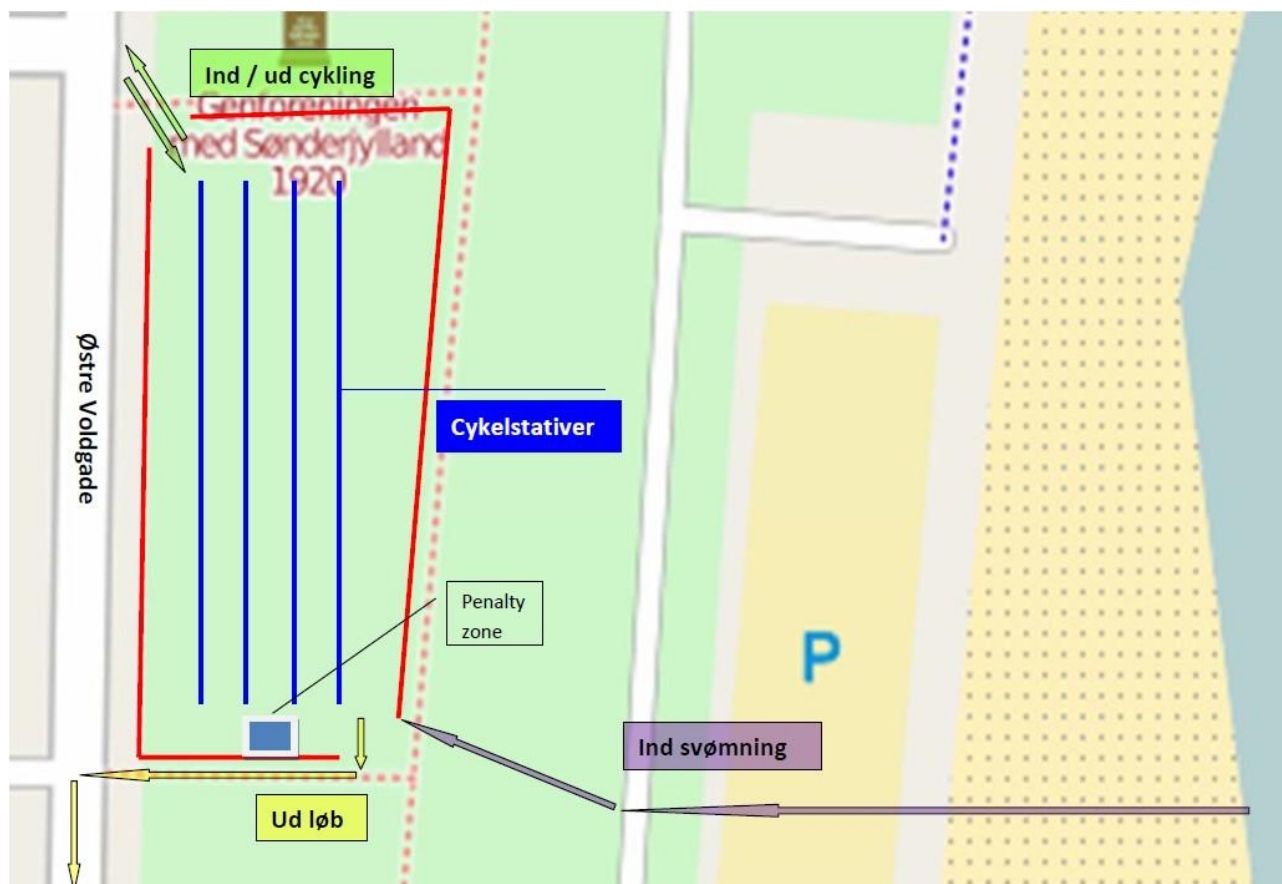 Ind / ud cykling
Genforeningen
med Sønderjylland
1920
Østre Voldgade
Cykelstativer
Penalty
zone
P
Ind svømning
Ud løb